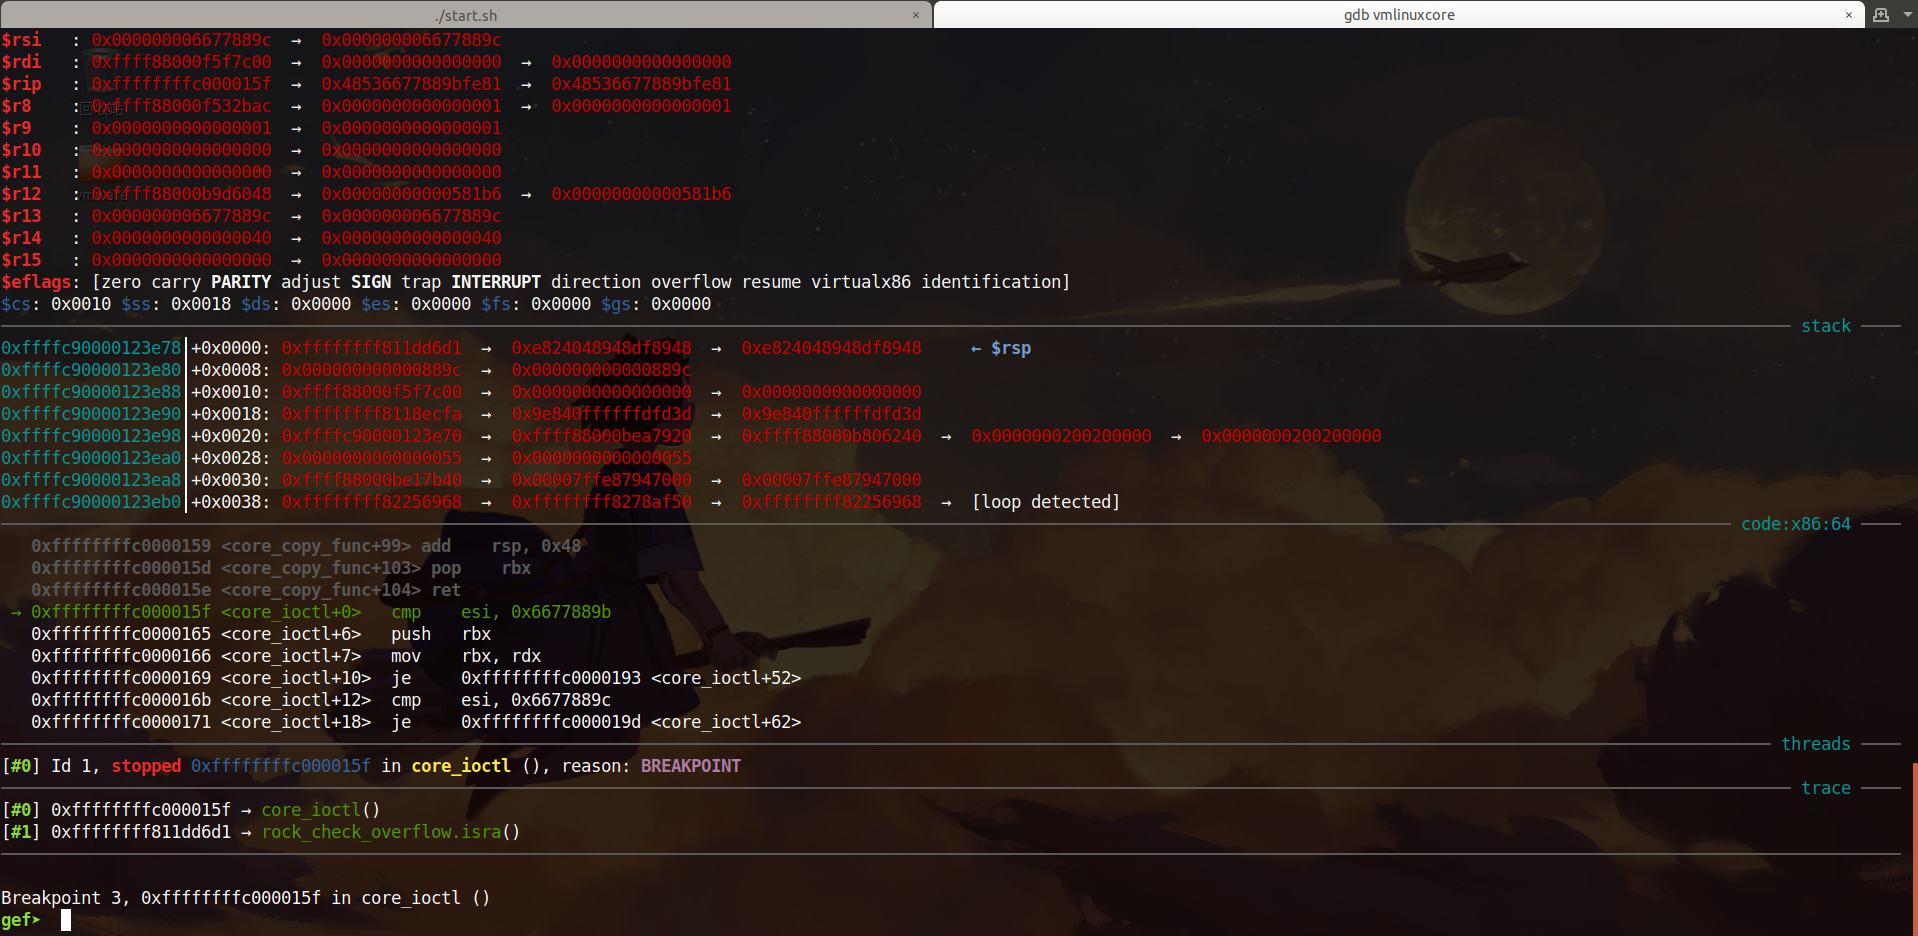 ./start.sh × gdb vmlinuxcore ×
$rsi : 0x000000006677889c → 0x000000006677889c
$rdi : 0xffff88000f5f7c00 → 0x0000000000000000 → 0x0000000000000000
$rip : 0xffffffffc000015f → 0x48536677889bfe81 → 0x48536677889bfe81
$r8 : 0xffff88000f532bac → 0x0000000000000001 → 0x0000000000000001
$r9 : 0x0000000000000001 → 0x0000000000000001
$r10 : 0x0000000000000000 → 0x0000000000000000
$r11 : 0x0000000000000000 → 0x0000000000000000
$r12 : 0xffff88000b9d6048 → 0x00000000000581b6 → 0x00000000000581b6
$r13 : 0x000000006677889c → 0x000000006677889c
$r14 : 0x0000000000000040 → 0x0000000000000040
$r15 : 0x0000000000000000 → 0x0000000000000000
$eflags: [zero carry PARITY adjust SIGN trap INTERRUPT direction overflow resume virtualx86 identification]
$cs: 0x0010 $ss: 0x0018 $ds: 0x0000 $es: 0x0000 $fs: 0x0000 $gs: 0x0000
stack
0xffffc90000123e78│+0x0000: 0xffffffff811dd6d1 → 0xe824048948df8948 → 0xe824048948df8948 ← $rsp
0xffffc90000123e80│+0x0008: 0x000000000000889c → 0x000000000000889c
0xffffc90000123e88│+0x0010: 0xffff88000f5f7c00 → 0x0000000000000000 → 0x0000000000000000
0xffffc90000123e90│+0x0018: 0xffffffff8118ecfa → 0x9e840ffffffdfd3d → 0x9e840ffffffdfd3d
0xffffc90000123e98│+0x0020: 0xffffc90000123e70 → 0xffff88000bea7920 → 0xffff88000b806240 → 0x0000000200200000 → 0x0000000200200000
0xffffc90000123ea0│+0x0028: 0x0000000000000055 → 0x0000000000000055
0xffffc90000123ea8│+0x0030: 0xffff88000be17b40 → 0x00007ffe87947000 → 0x00007ffe87947000
0xffffc90000123eb0│+0x0038: 0xffffffff82256968 → 0xffffffff8278af50 → 0xffffffff82256968 → [loop detected]
code:x86:64
0xffffffffc0000159 <core_copy_func+99> add rsp, 0x48
0xffffffffc000015d <core_copy_func+103> pop rbx
0xffffffffc000015e <core_copy_func+104> ret
→ 0xffffffffc000015f <core_ioctl+0> cmp esi, 0x6677889b
0xffffffffc0000165 <core_ioctl+6> push rbx
0xffffffffc0000166 <core_ioctl+7> mov rbx, rdx
0xffffffffc0000169 <core_ioctl+10> je 0xffffffffc0000193 <core_ioctl+52>
0xffffffffc000016b <core_ioctl+12> cmp esi, 0x6677889c
0xffffffffc0000171 <core_ioctl+18> je 0xffffffffc000019d <core_ioctl+62>
threads
[#0] Id 1, stopped 0xffffffffc000015f in core_ioctl (), reason: BREAKPOINT
trace
[#0] 0xffffffffc000015f → core_ioctl()
[#1] 0xffffffff811dd6d1 → rock_check_overflow.isra()
Breakpoint 3, 0xffffffffc000015f in core_ioctl ()
gef➤